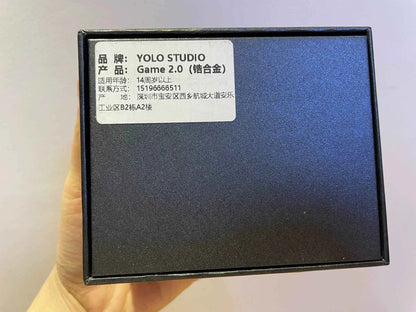 品 牌： YOLO STUDIO
产 品： Game 2.0（锆合金）
适用年龄： 14周岁以上
联系方式： 15196666511
产 地： 深圳市宝安区西乡航城大道安乐
工业区B2栋A2楼